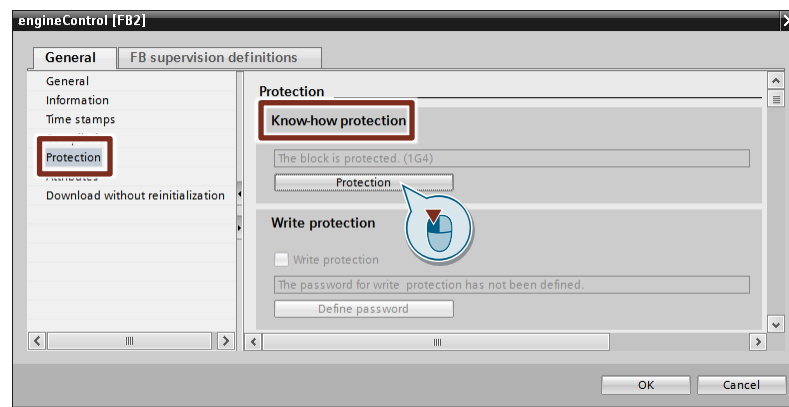 engineControl [FB2]
General
FB supervision definitions
General
Information
Time stamps
Protection
Attributes
Download without reinitialization
Protection
Know-how protection
The block is protected. (1G4)
Protection
Write protection
Write protection
The password for write protection has not been defined.
Define password
OK
Cancel